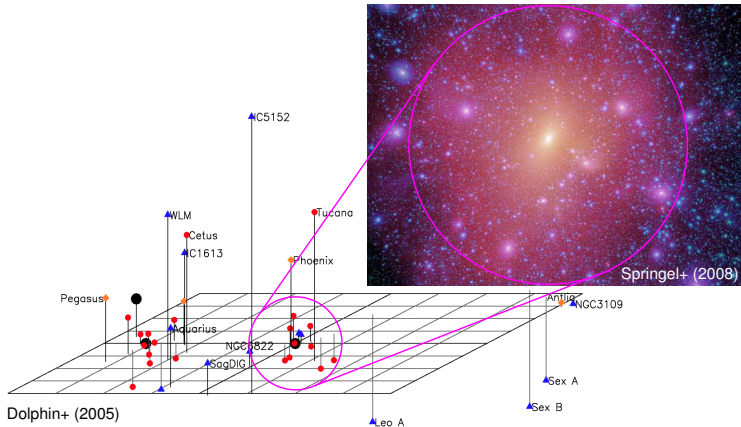 IC5152
WLM
Cetus
Tucana
IC1613
Phoenix
Springel+ (2008)
Pegasus
Antlia
NGC3109
Aquarius
NGC6822
SagDIG
Sex A
Sex B
Dolphin+ (2005)
Leo A